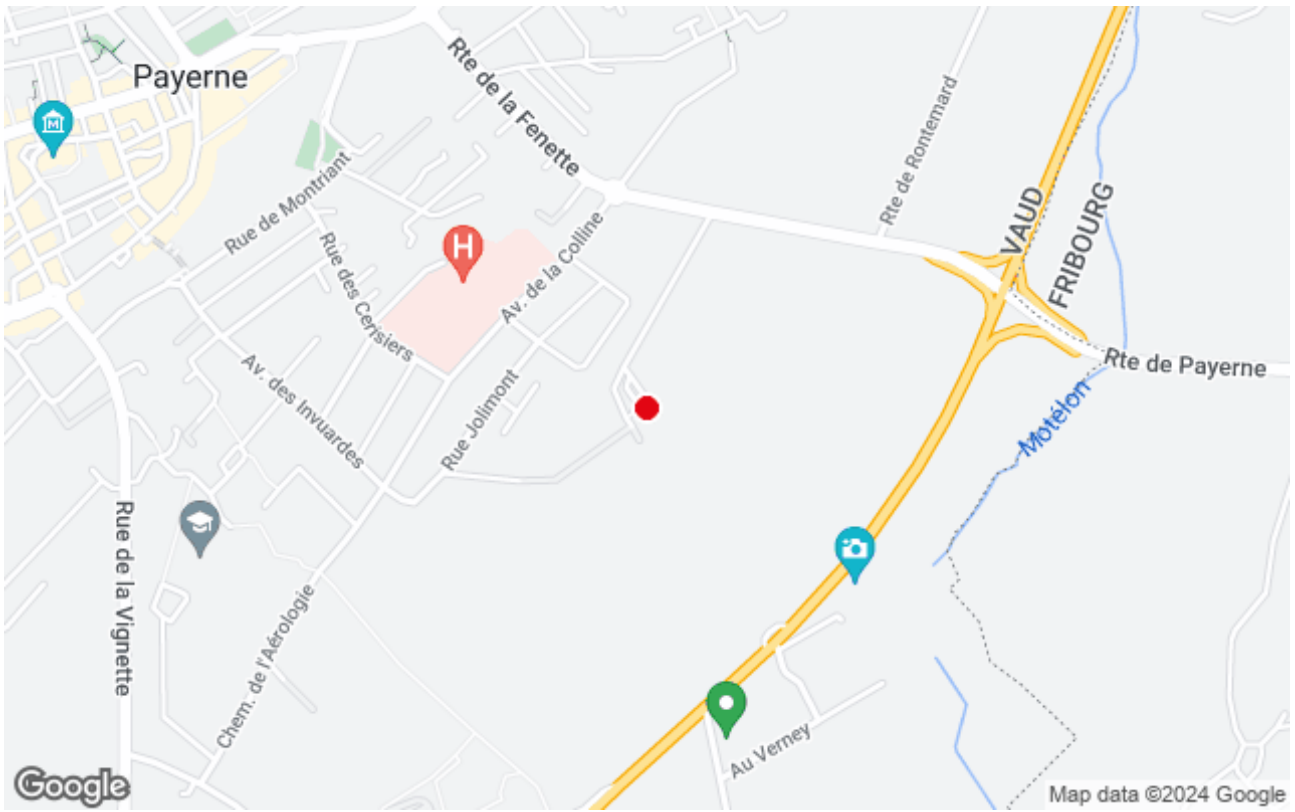 Payerne
M
Rte de la Fenette
Rte de Rontemard
Rue de Montriant
H
VAUD
FRIBOURG
Rue des Cerisiers
Av. de la Colline
Rte de Payerne
Av. des Invuardes
Rue Jolimont
Motélon
Rue de la Vignette
Chem. de l'Aérologie
Au Verney
Google
Map data ©2024 Google